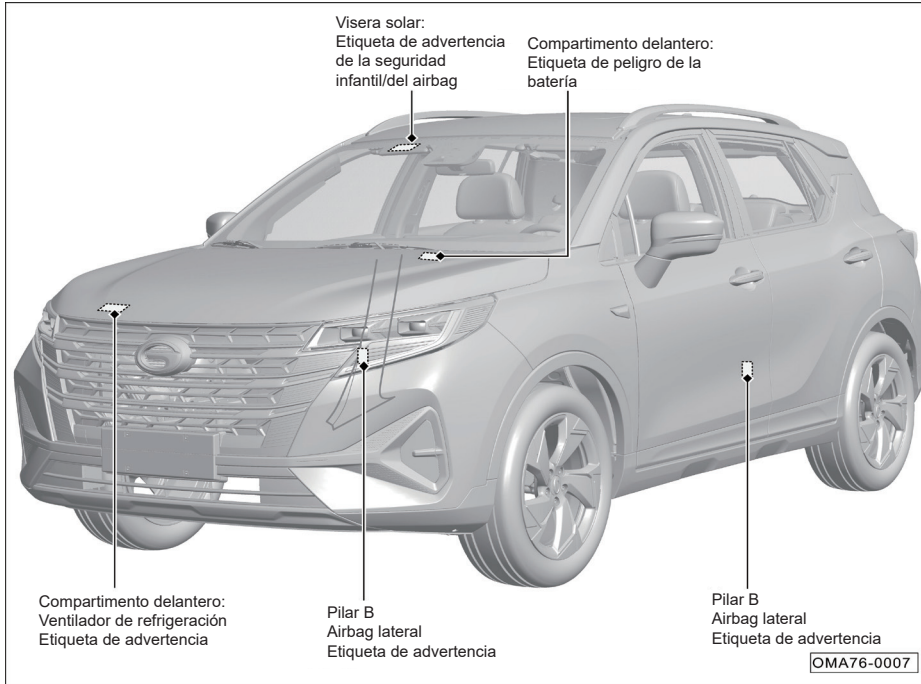 Visera solar:
Etiqueta de advertencia
de la seguridad
infantil/del airbag
Compartimento delantero:
Etiqueta de peligro de la
batería
Compartimento delantero:
Ventilador de refrigeración
Etiqueta de advertencia
Pilar B
Airbag lateral
Etiqueta de advertencia
Pilar B
Airbag lateral
Etiqueta de advertencia
OMA76-0007